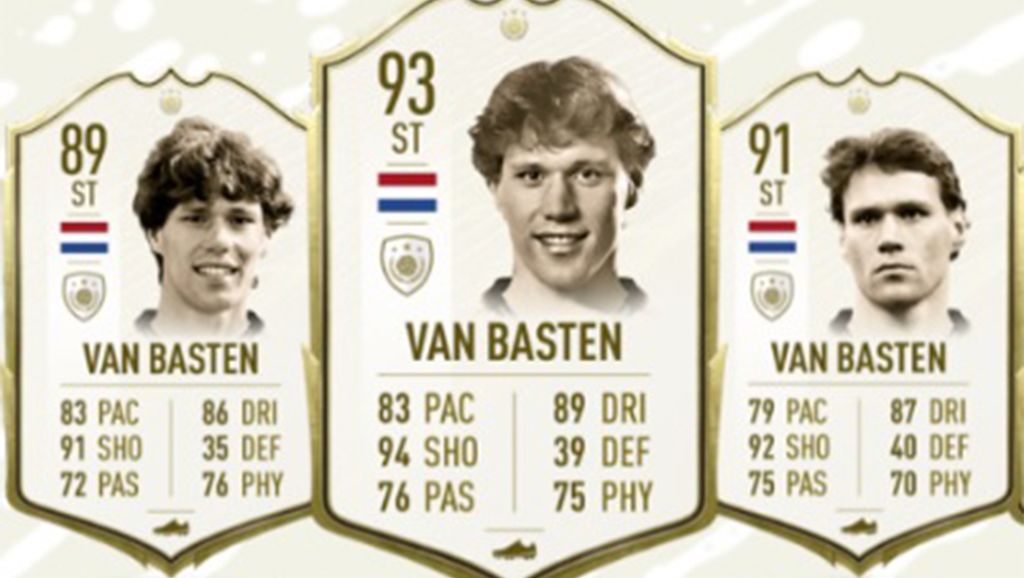 89
ST
VAN BASTEN
83 PAC 86 DRI
91 SHO 35 DEF
72 PAS 76 PHY
93
ST
VAN BASTEN
83 PAC 89 DRI
94 SHO 39 DEF
76 PAS 75 PHY
91
ST
VAN BASTEN
79 PAC 87 DRI
92 SHO 40 DEF
75 PAS 70 PHY